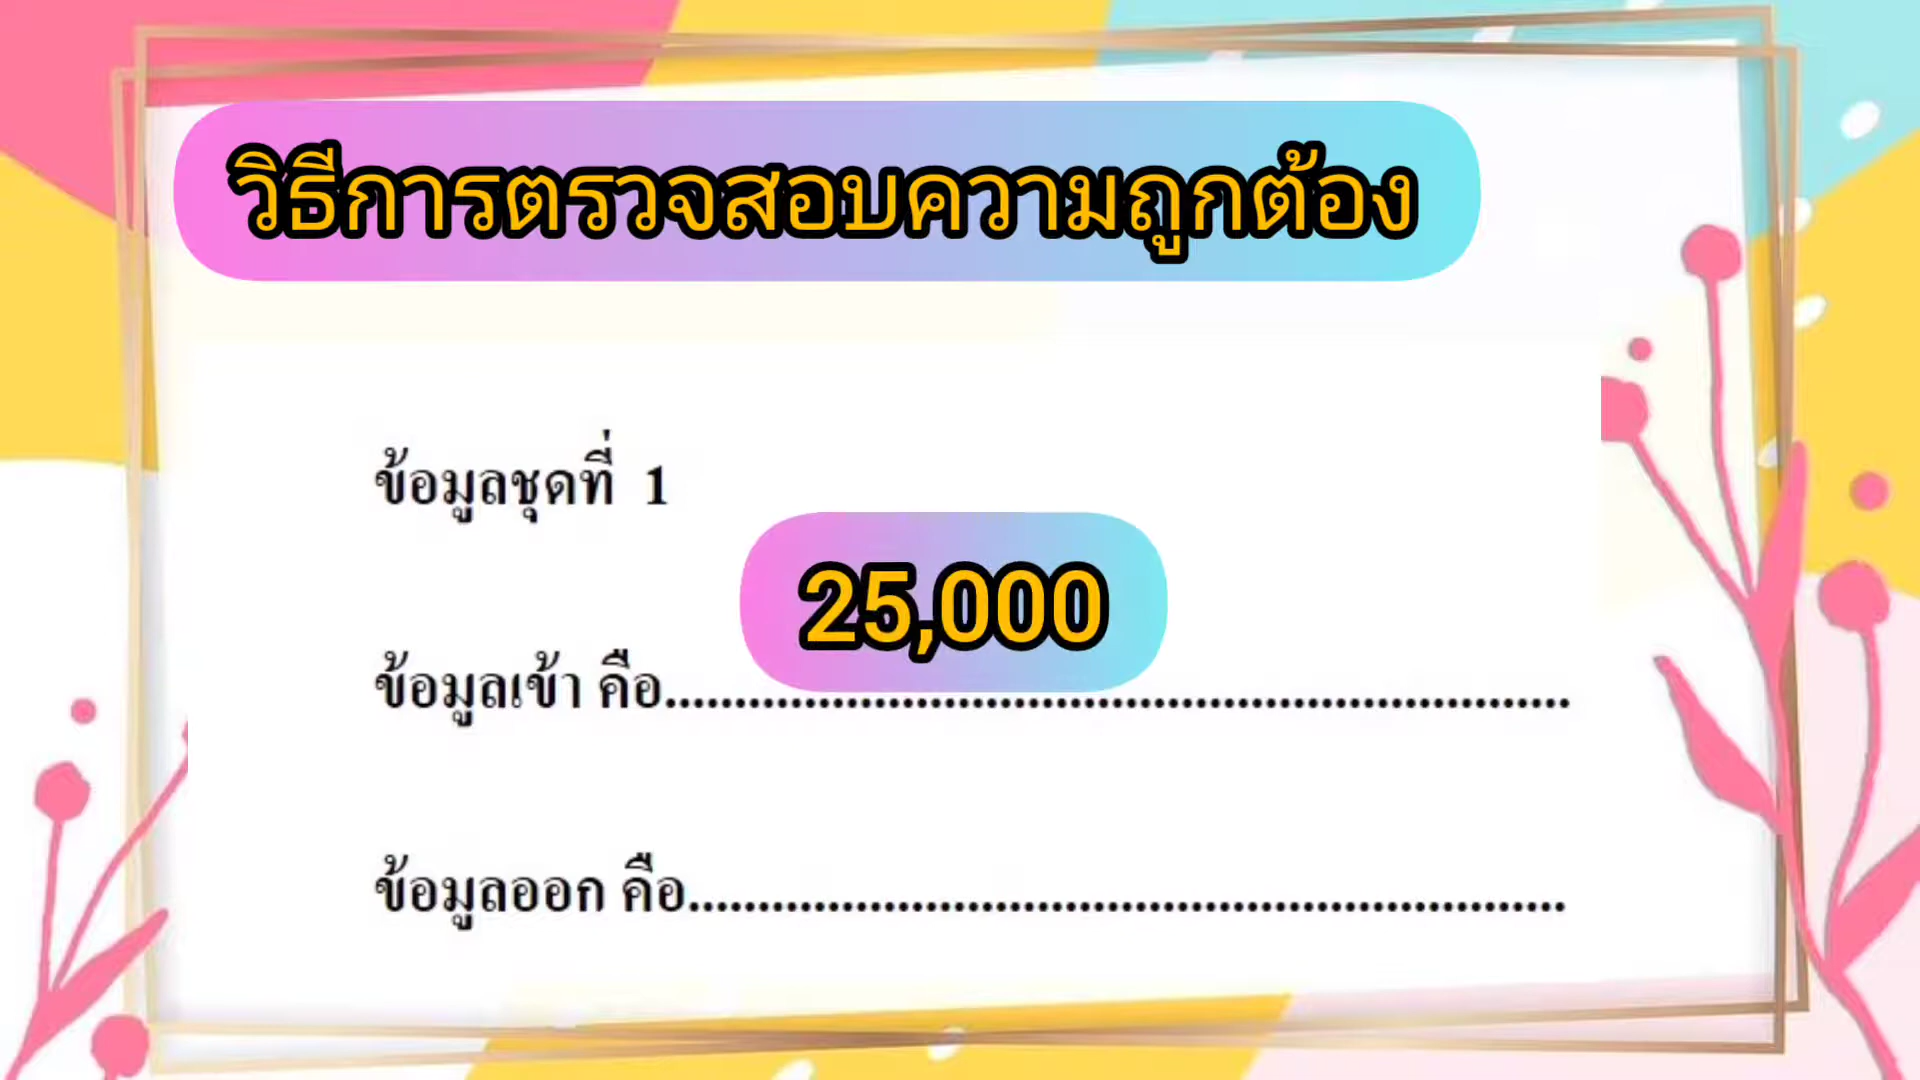 วิธีการตรวจสอบความถูกต้อง
ข้อมูลชุดที่ 1
25,000
ข้อมูลเข้า คือ.................................................................
ข้อมูลออก คือ...............................................................